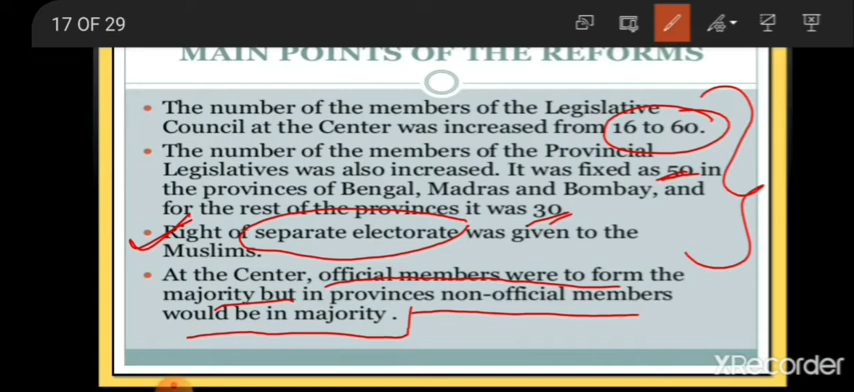 17 OF 29
MAIN POINTS OF THE REFORMS
• The number of the members of the Legislative
Council at the Center was increased from 16 to 60.
• The number of the members of the Provincial
Legislatives was also increased. It was fixed as 50 in
the provinces of Bengal, Madras and Bombay, and
for the rest of the provinces it was 30.
• Right of separate electorate was given to the
Muslims.
• At the Center, official members were to form the
majority but in provinces non-official members
would be in majority .
XRecorder